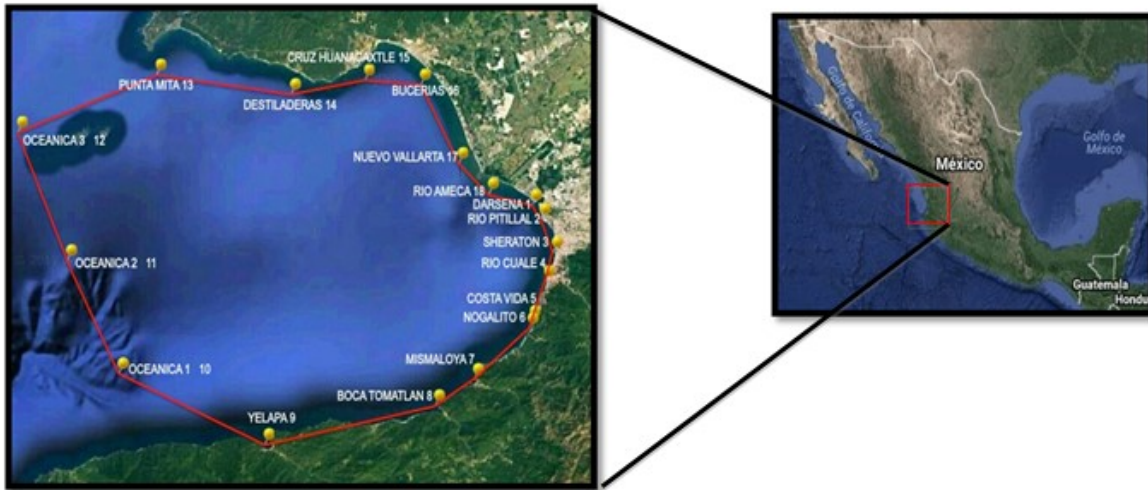 CRUZ HUANACAXTLE 15
PUNTA MITA 13
BUCERIAS 16
DESTILADERAS 14
OCEANICA 3 12
NUEVO VALLARTA 17
RIO AMECA 18
DARSENA 1
RIO PITILLAL 2
SHERATON 3
OCEANICA 2 11
RIO CUALE 4
COSTA VIDA 5
NOGALITO 6
MISMALOYA 7
OCEANICA 1 10
BOCA TOMATLAN 8
YELAPA 9
Golfo de Califor
Golfo de
México
México
Guatemala
Hondu